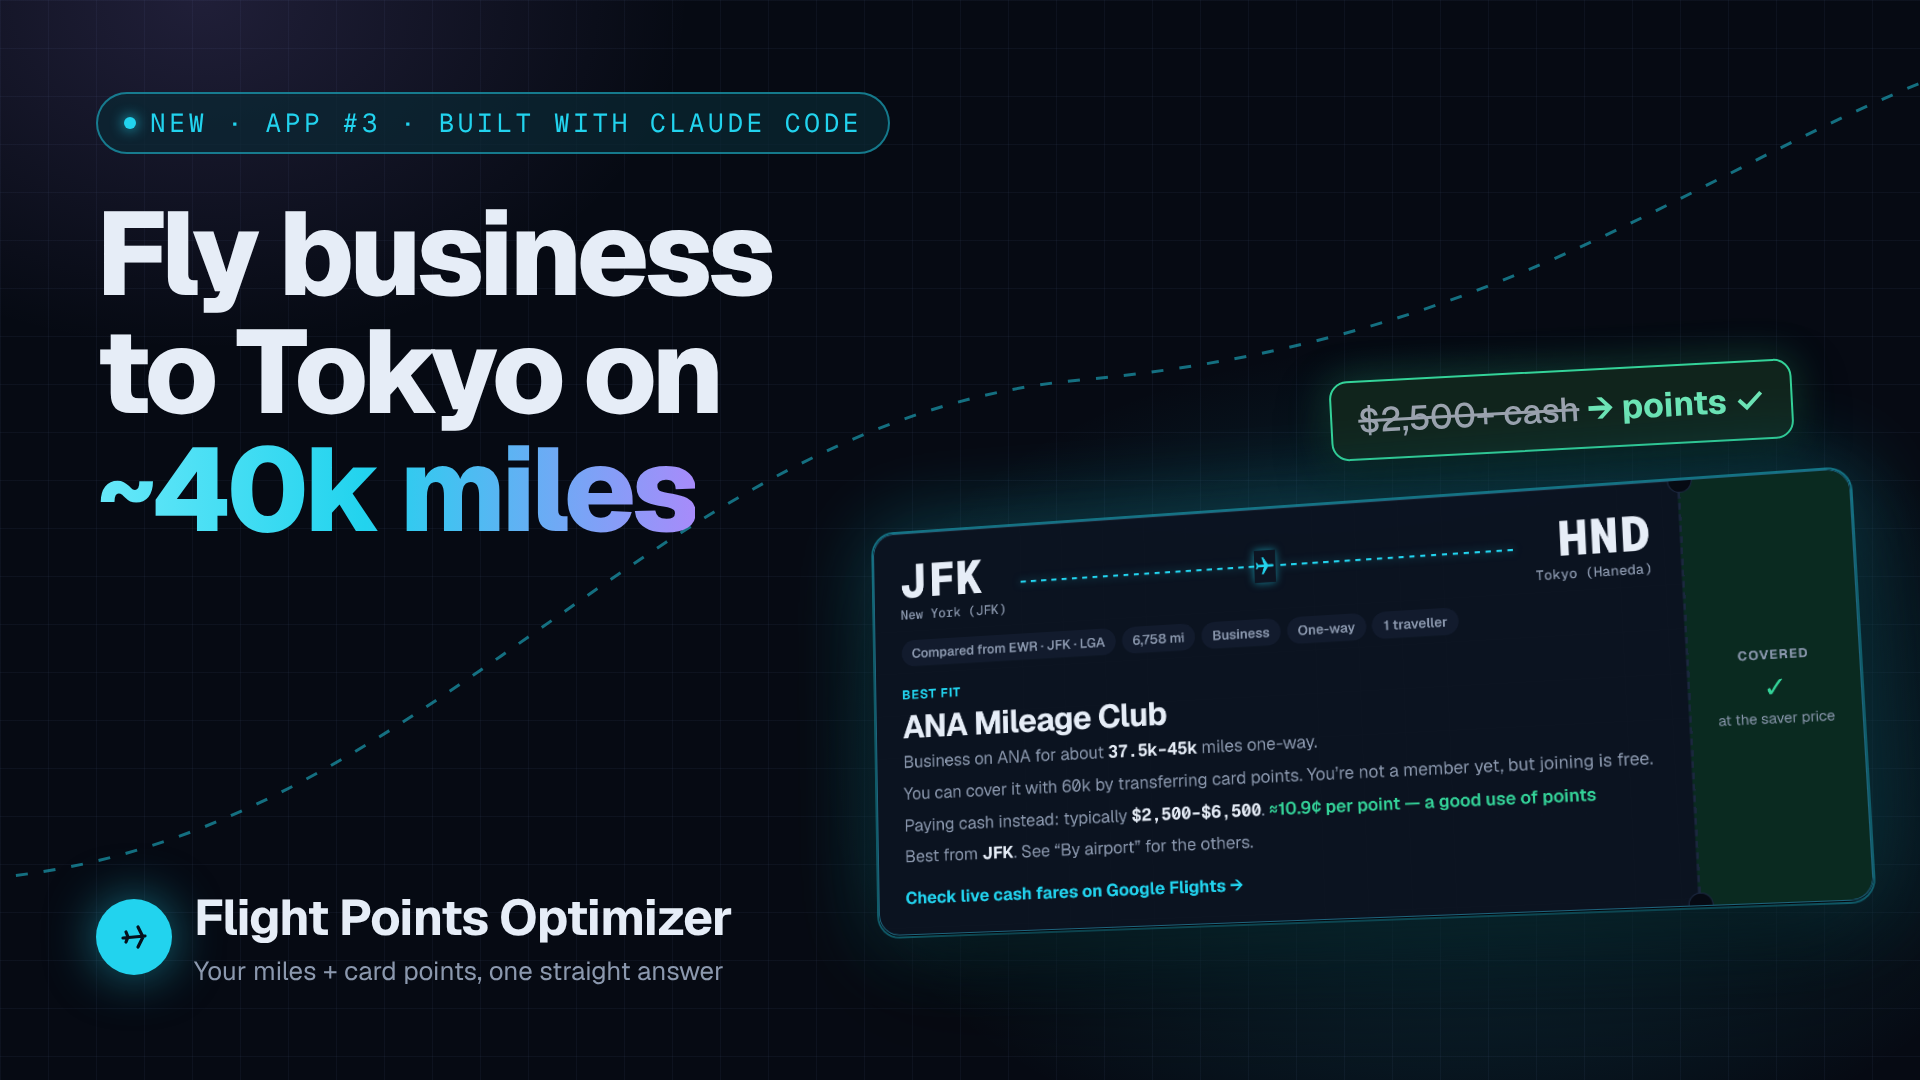 NEW · APP #3 · BUILT WITH CLAUDE CODE
Fly business
to Tokyo on
~40k miles
$2,500+ cash → points ✓
JFK
New York (JFK)
HND
Tokyo (Haneda)
Compared from EWR · JFK · LGA
6,758 mi
Business
One-way
1 traveller
BEST FIT
ANA Mileage Club
Business on ANA for about 37.5k–45k miles one-way.
You can cover it with 60k by transferring card points. You’re not a member yet, but joining is free.
Paying cash instead: typically $2,500–$6,500. ≈10.9¢ per point — a good use of points
Best from JFK. See “By airport” for the others.
Check live cash fares on Google Flights →
COVERED
✓
at the saver price
Flight Points Optimizer
Your miles + card points, one straight answer